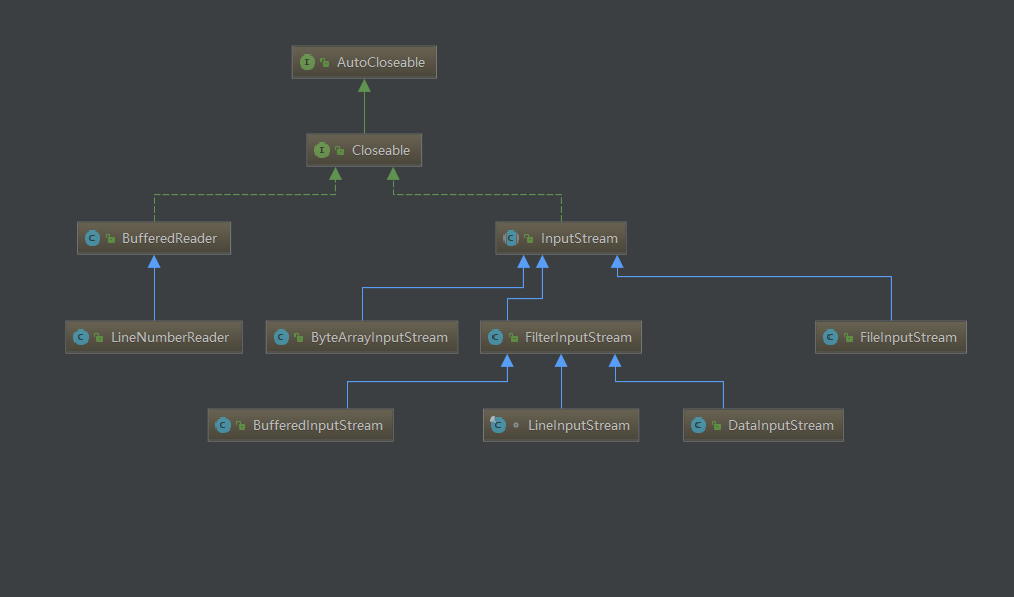 AutoCloseable
Closeable
BufferedReader
InputStream
LineNumberReader
ByteArrayInputStream
FilterInputStream
FileInputStream
BufferedInputStream
LineInputStream
DataInputStream